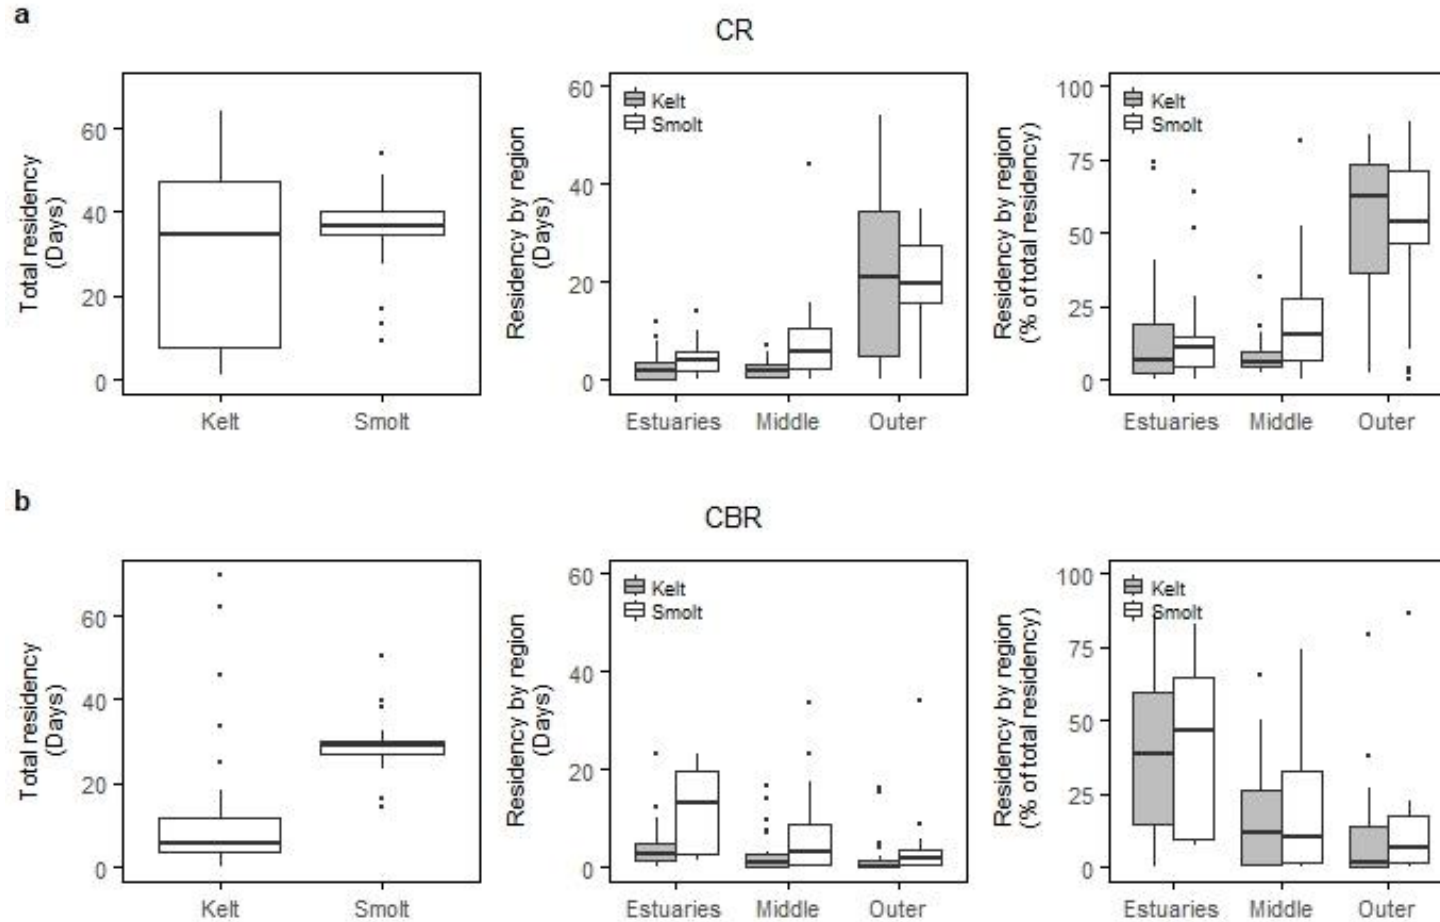 a
CR
Total residency
(Days)
60
40
20
0
Kelt
Smolt
Residency by region
(Days)
60
40
20
0
Kelt
Smolt
Estuaries
Middle
Outer
Residency by region
(% of total residency)
100
75
50
25
0
Kelt
Smolt
Estuaries
Middle
Outer
b
CBR
Total residency
(Days)
60
40
20
0
Kelt
Smolt
Residency by region
(Days)
60
40
20
0
Kelt
Smolt
Estuaries
Middle
Outer
Residency by region
(% of total residency)
100
75
50
25
0
Kelt
Smolt
Estuaries
Middle
Outer